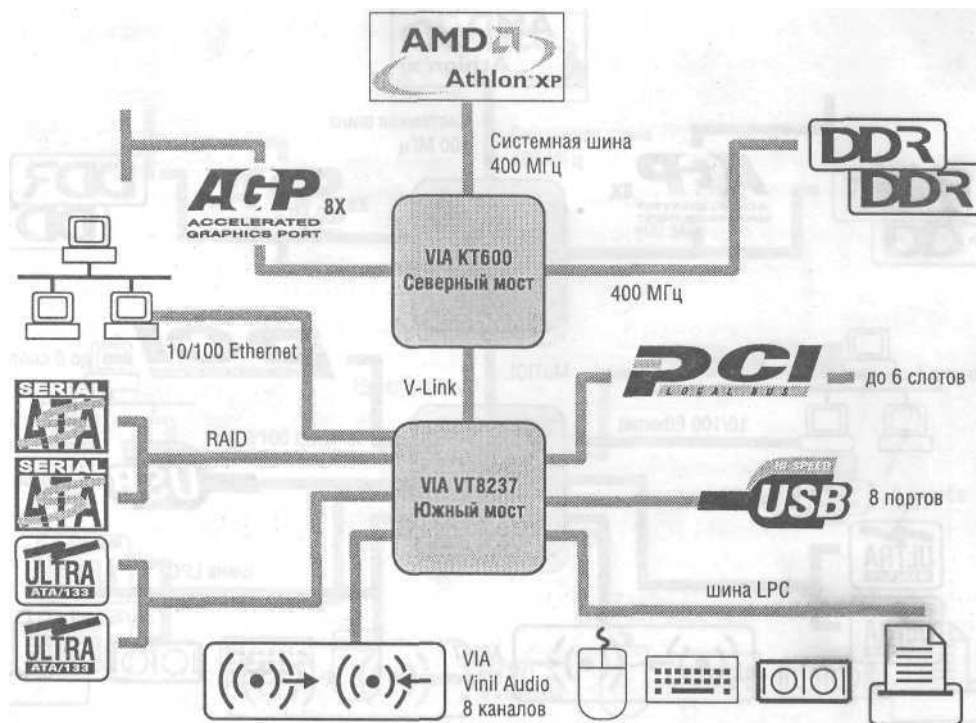 AMD
Athlon XP
Системная шина
400 МГц
AGP
8X
ACCELERATED
GRAPHICS PORT
DDR
DDR
VIA KT600
Северный мост
400 МГц
10/100 Ethernet
V-Link
PCI
LOCAL BUS
до 6 слотов
SERIAL
ATA
RAID
SERIAL
ATA
VIA VT8237
Южный мост
HI-SPEED
USB
8 портов
ULTRA
ATA/133
шина LPC
ULTRA
ATA/133
VIA
Vinil Audio
8 каналов